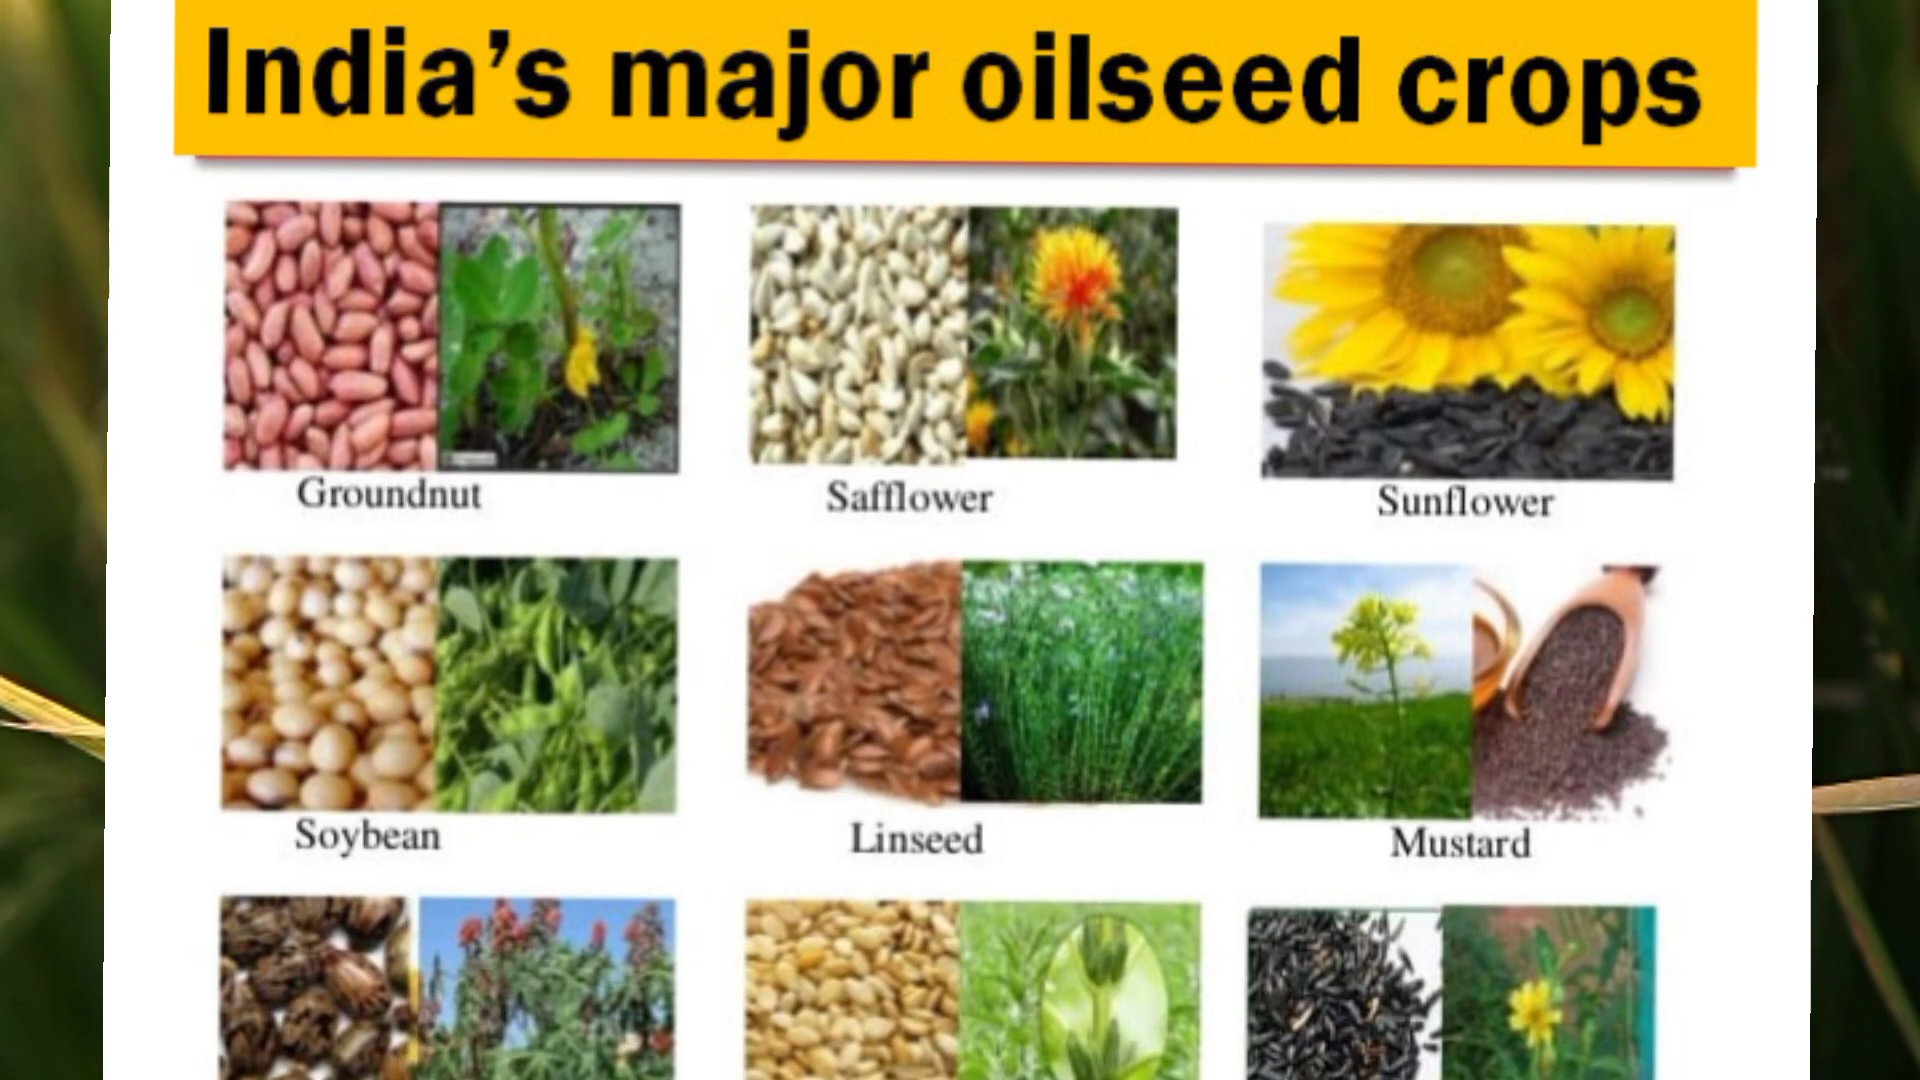 India's major oilseed crops
Groundnut
Safflower
Sunflower
Soybean
Linseed
Mustard